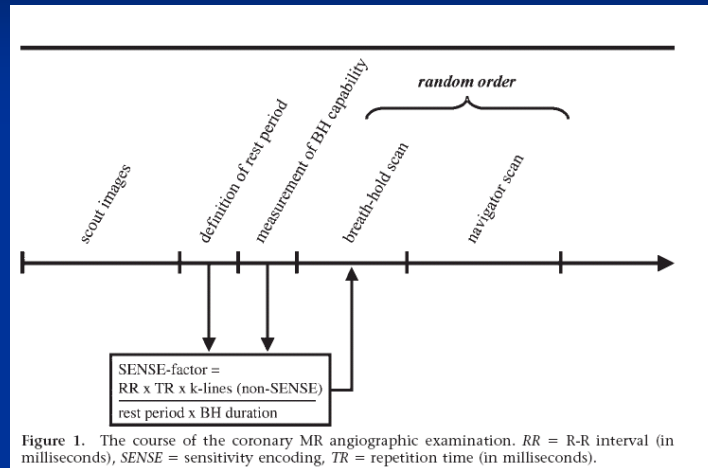 random order
scout images
definition of rest period
measurement of BH capability
breath-hold scan
navigator scan
SENSE-factor =
RR x TR x k-lines (non-SENSE)
rest period x BH duration
Figure 1. The course of the coronary MR angiographic examination. RR = R-R interval (in
milliseconds), SENSE = sensitivity encoding, TR = repetition time (in milliseconds).